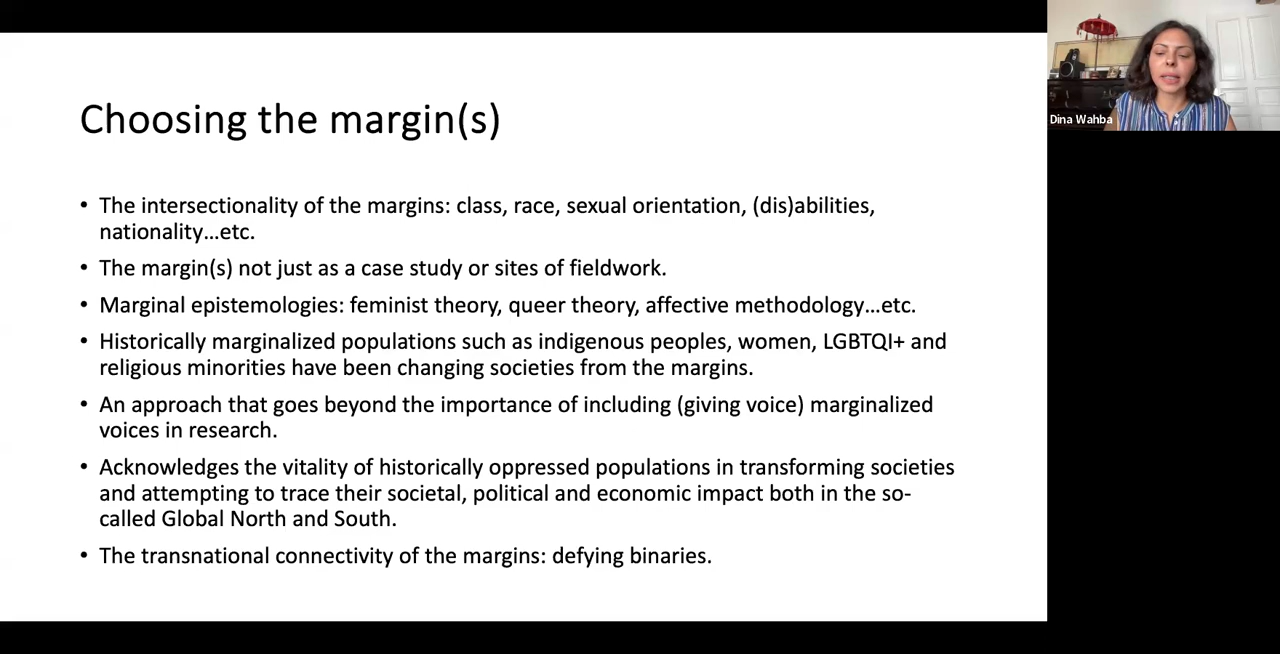 Choosing the margin(s)
• The intersectionality of the margins: class, race, sexual orientation, (dis)abilities,
nationality…etc.
• The margin(s) not just as a case study or sites of fieldwork.
• Marginal epistemologies: feminist theory, queer theory, affective methodology…etc.
• Historically marginalized populations such as indigenous peoples, women, LGBTQI+ and
religious minorities have been changing societies from the margins.
• An approach that goes beyond the importance of including (giving voice) marginalized
voices in research.
• Acknowledges the vitality of historically oppressed populations in transforming societies
and attempting to trace their societal, political and economic impact both in the so-
called Global North and South.
• The transnational connectivity of the margins: defying binaries.
Dina Wahba